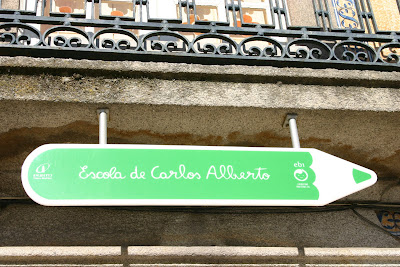 Escola de Carlos Alberto
eb1